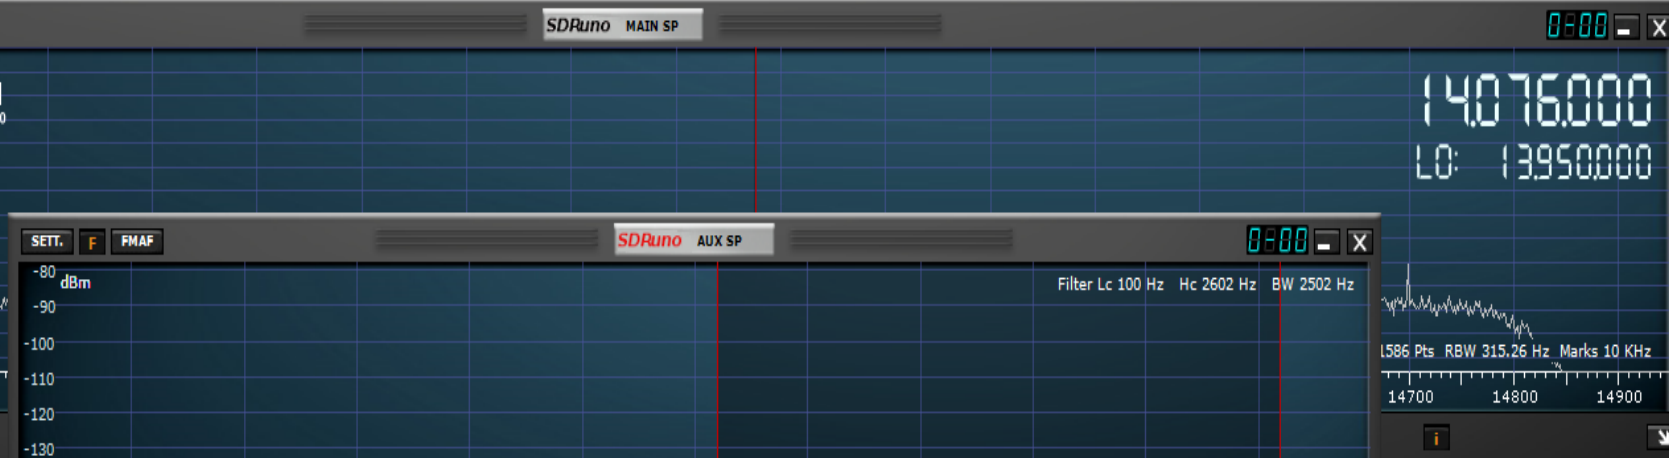 SDRuno MAIN SP
0-00
X
14.076.000
0
LO: 13.950.000
SETT. F FMAF
SDRuno AUX SP
0-00
X
-80 dBm
Filter Lc 100 Hz Hc 2602 Hz BW 2502 Hz
-90
-100
1586 Pts RBW 315.26 Hz Marks 10 KHz
-110
14700 14800 14900
-120
i
-130